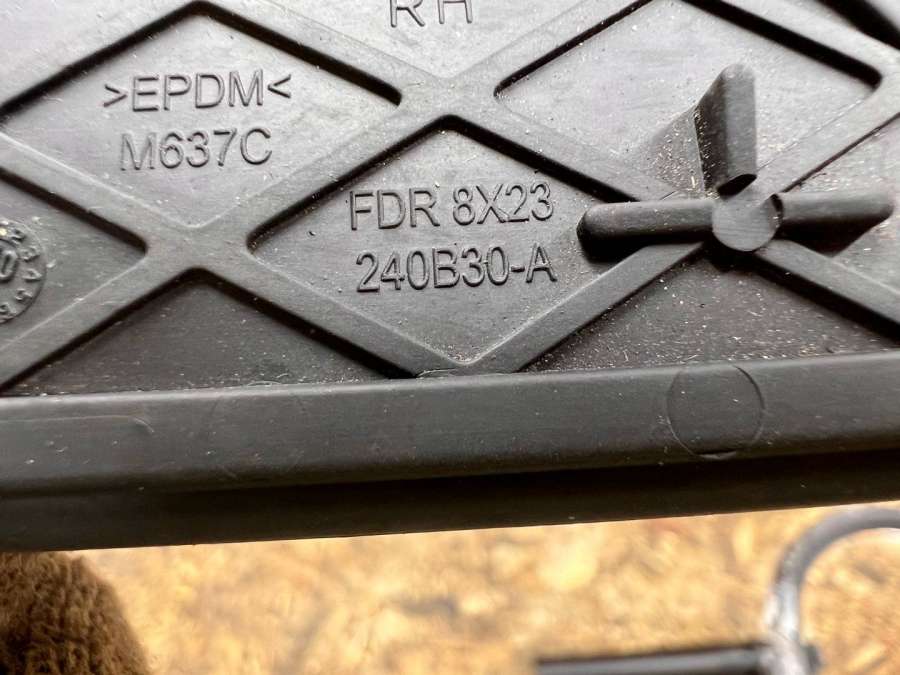 RH
>EPDM<
M637C
FDR 8X23
240B30-A